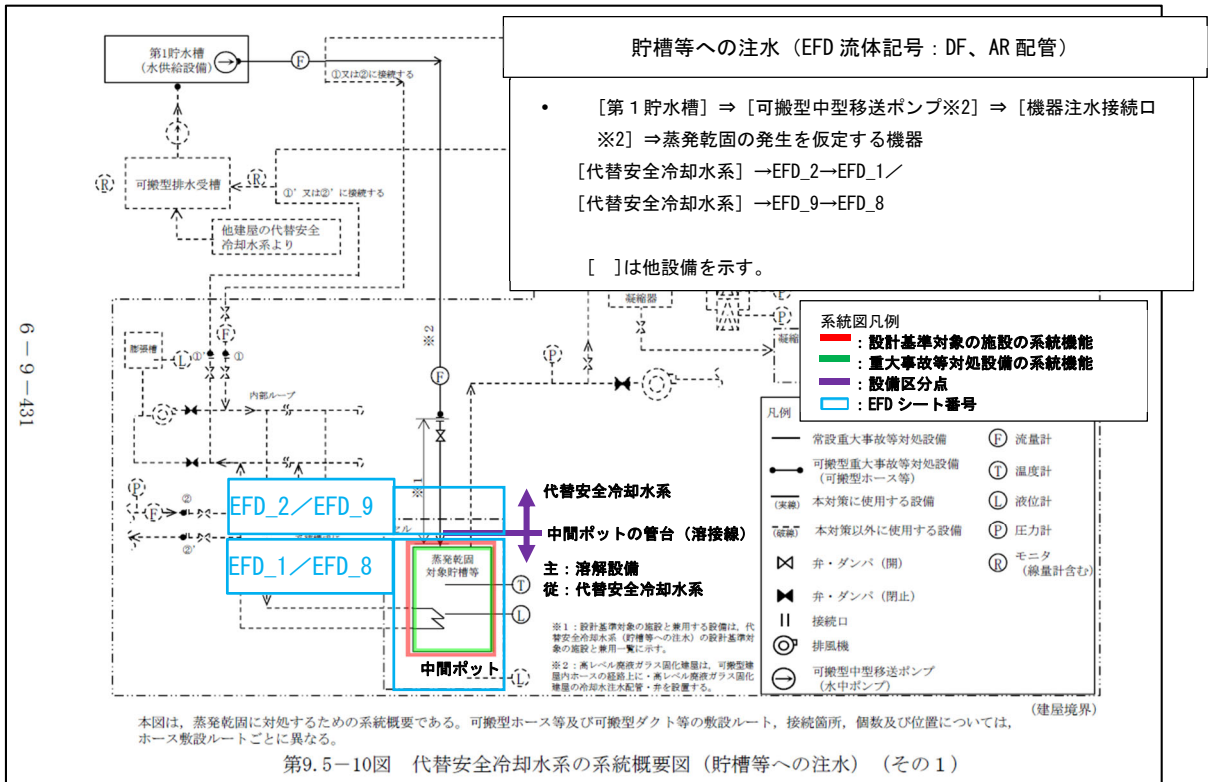 第1貯水槽
(水供給設備)
F
①又は②に接続する
R
可搬型排水受槽
R
①’又は②’に接続する
他建屋の代替安全
冷却水系より
貯槽等への注水（EFD 流体記号：DF、AR 配管）
・ [第１貯水槽] ⇒ [可搬型中型移送ポンプ※2] ⇒ [機器注水接続口
※2] ⇒蒸発乾固の発生を仮定する機器
[代替安全冷却水系] →EFD_2→EFD_1／
[代替安全冷却水系] →EFD_9→EFD_8
[ ]は他設備を示す。
凝縮器
P
P
凝縮
系統図凡例
：設計基準対象の施設の系統機能
：重大事故等対処設備の系統機能
：設備区分点
：EFD シート番号
6－9－431
膨張槽
L
①’
F
①
※2
F
P
内部ループ
凡例
常設重大事故等対処設備
可搬型重大事故等対処設備
(可搬型ホース等)
(実線)
本対策に使用する設備
(破線)
本対策以外に使用する設備
弁・ダンパ（開）
弁・ダンパ（閉止）
接続口
排風機
可搬型中型移送ポンプ
(水中ポンプ)
F 流量計
T 温度計
L 液位計
P 圧力計
R モニタ
(線量計含む)
※1
P
F
②
②’
EFD_2／EFD_9
EFD_1／EFD_8
セル
代替安全冷却水系
中間ポットの管台（溶接線）
主：溶解設備
従：代替安全冷却水系
蒸発乾固
対象貯槽等
T
L
中間ポット
L
※1：設計基準対象の施設と兼用する設備は，代
替安全冷却水系（貯槽等への注水）の設計基準対
象の施設と兼用一覧に示す。
※2：高レベル廃液ガラス固化建屋は，可搬型建
屋内ホースの経路上に・高レベル廃液ガラス固化
建屋の冷却水注水配管・弁を設置する。
(建屋境界)
本図は，蒸発乾固に対処するための系統概要である。可搬型ホース等及び可搬型ダクト等の敷設ルート，接続箇所，個数及び位置については，
ホース敷設ルートごとに異なる。
第9.5－10図 代替安全冷却水系の系統概要図（貯槽等への注水）（その１）